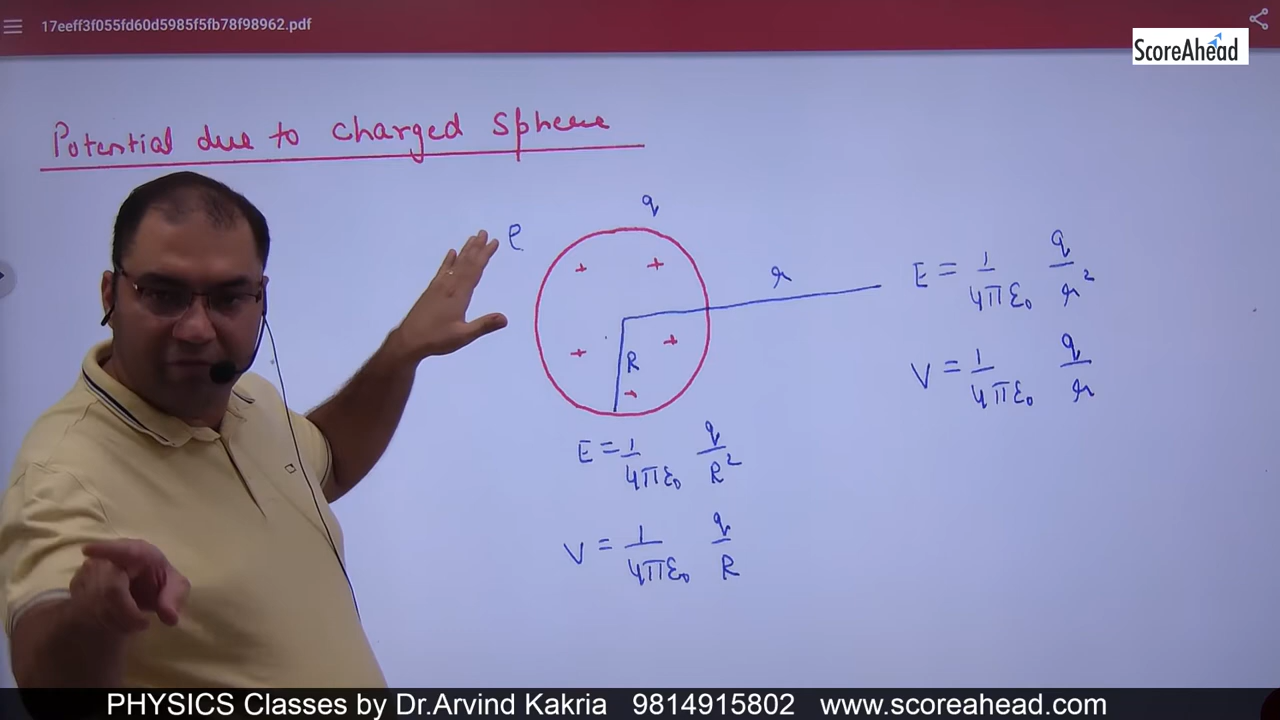 17eeff3f055fd60d5985f5fb78f98962.pdf
ScoreAhead
Potential due to charged sphere
q
ρ
+ +
r
R
+ +
+
E = 1/4πε₀ q/r²
V = 1/4πε₀ q/r
E = 1/4πε₀ q/R²
V = 1/4πε₀ q/R
PHYSICS Classes by Dr.Arvind Kakria 9814915802 www.scoreahead.com